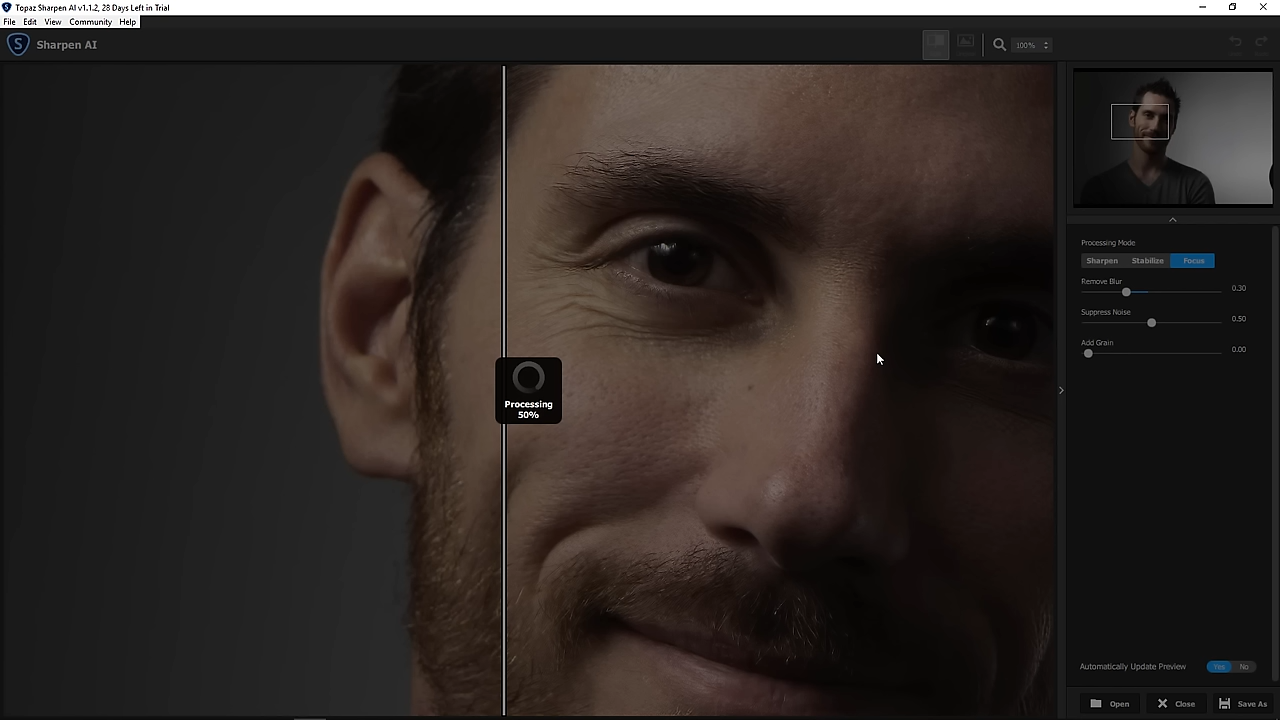 Topaz Sharpen AI v1.1.2, 28 Days Left in Trial
File Edit View Community Help
Sharpen AI
100%
Processing Mode
Sharpen Stabilize Focus
Remove Blur
0.30
Suppress Noise
0.50
Add Grain
0.00
Processing
50%
Automatically Update Preview Yes No
Open Close Save As